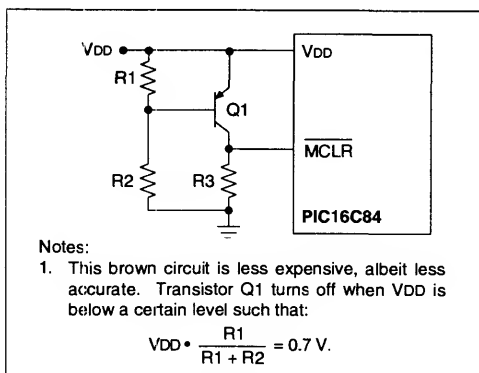 VDD
VDD
R1
Q1
MCLR
R2
R3
PIC16C84
Notes:
1. This brown circuit is less expensive, albeit less
accurate. Transistor Q1 turns off when VDD is
below a certain level such that:
VDD • R1 / R1 + R2 = 0.7 V.